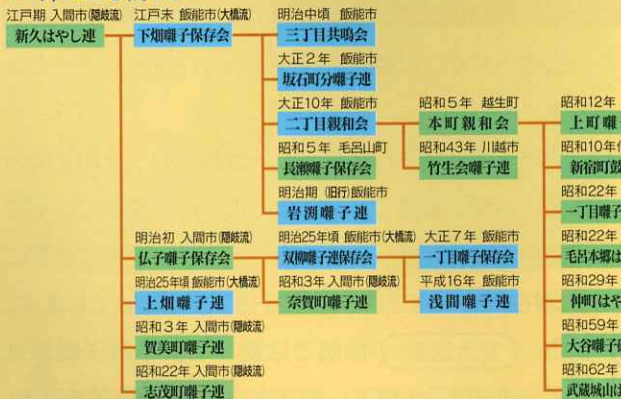 江戸期 入間市(隠岐流)
新久はやし連
江戸末 飯能市(大橋流)
下畑囃子保存会
明治中頃 飯能市
三丁目共鳴会
大正2年 飯能市
坂石町分囃子連
大正10年 飯能市
二丁目親和会
昭和5年 越生町
本町親和会
昭和12年
上町囃
昭和5年 毛呂山町
長瀬囃子保存会
昭和43年 川越市
竹生会囃子連
昭和10年
新宿町鼓
明治期 (旧行)飯能市
岩渕囃子連
昭和22年
一丁目囃子
明治初 入間市(隠岐流)
仏子囃子保存会
明治25年頃 飯能市(大橋流)
双柳囃子連保存会
大正7年 飯能市
一丁目囃子保存会
昭和22年
毛呂本郷は
明治25年頃 飯能市(大橋流)
上畑囃子連
昭和3年 入間市(隠岐流)
奈賀町囃子連
平成16年 飯能市
浅間囃子連
昭和29年
仲町はや
昭和3年 入間市(隠岐流)
賀美町囃子連
昭和59年
大谷囃子
昭和22年 入間市(隠岐流)
志茂町囃子連
昭和62年
武蔵城山は